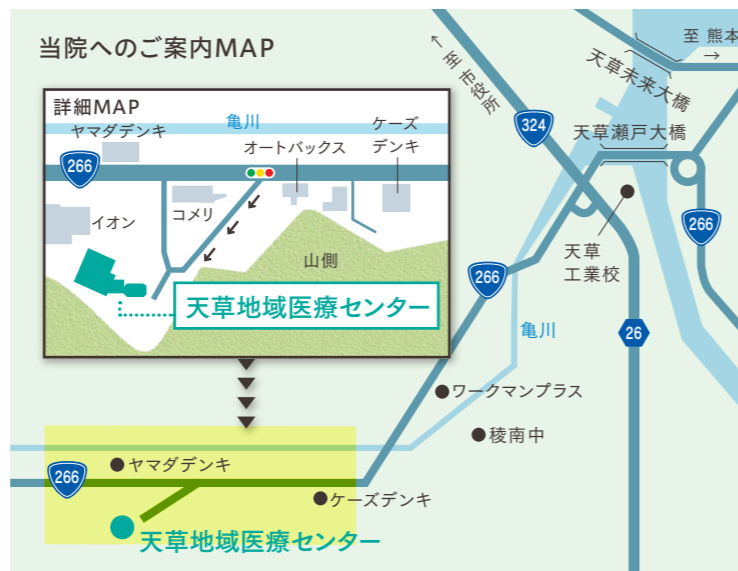 当院へのご案内MAP
至 熊本
→
←至市役所
天草未来大橋
324
天草瀬戸大橋
詳細MAP
亀川
ケーズ
デンキ
ヤマダデンキ
オートバックス
266
コメリ
イオン
山側
天草地域医療センター
天草
工業校
266
266
亀川
26
ワークマンプラス
稜南中
ヤマダデンキ
266
ケーズデンキ
天草地域医療センター